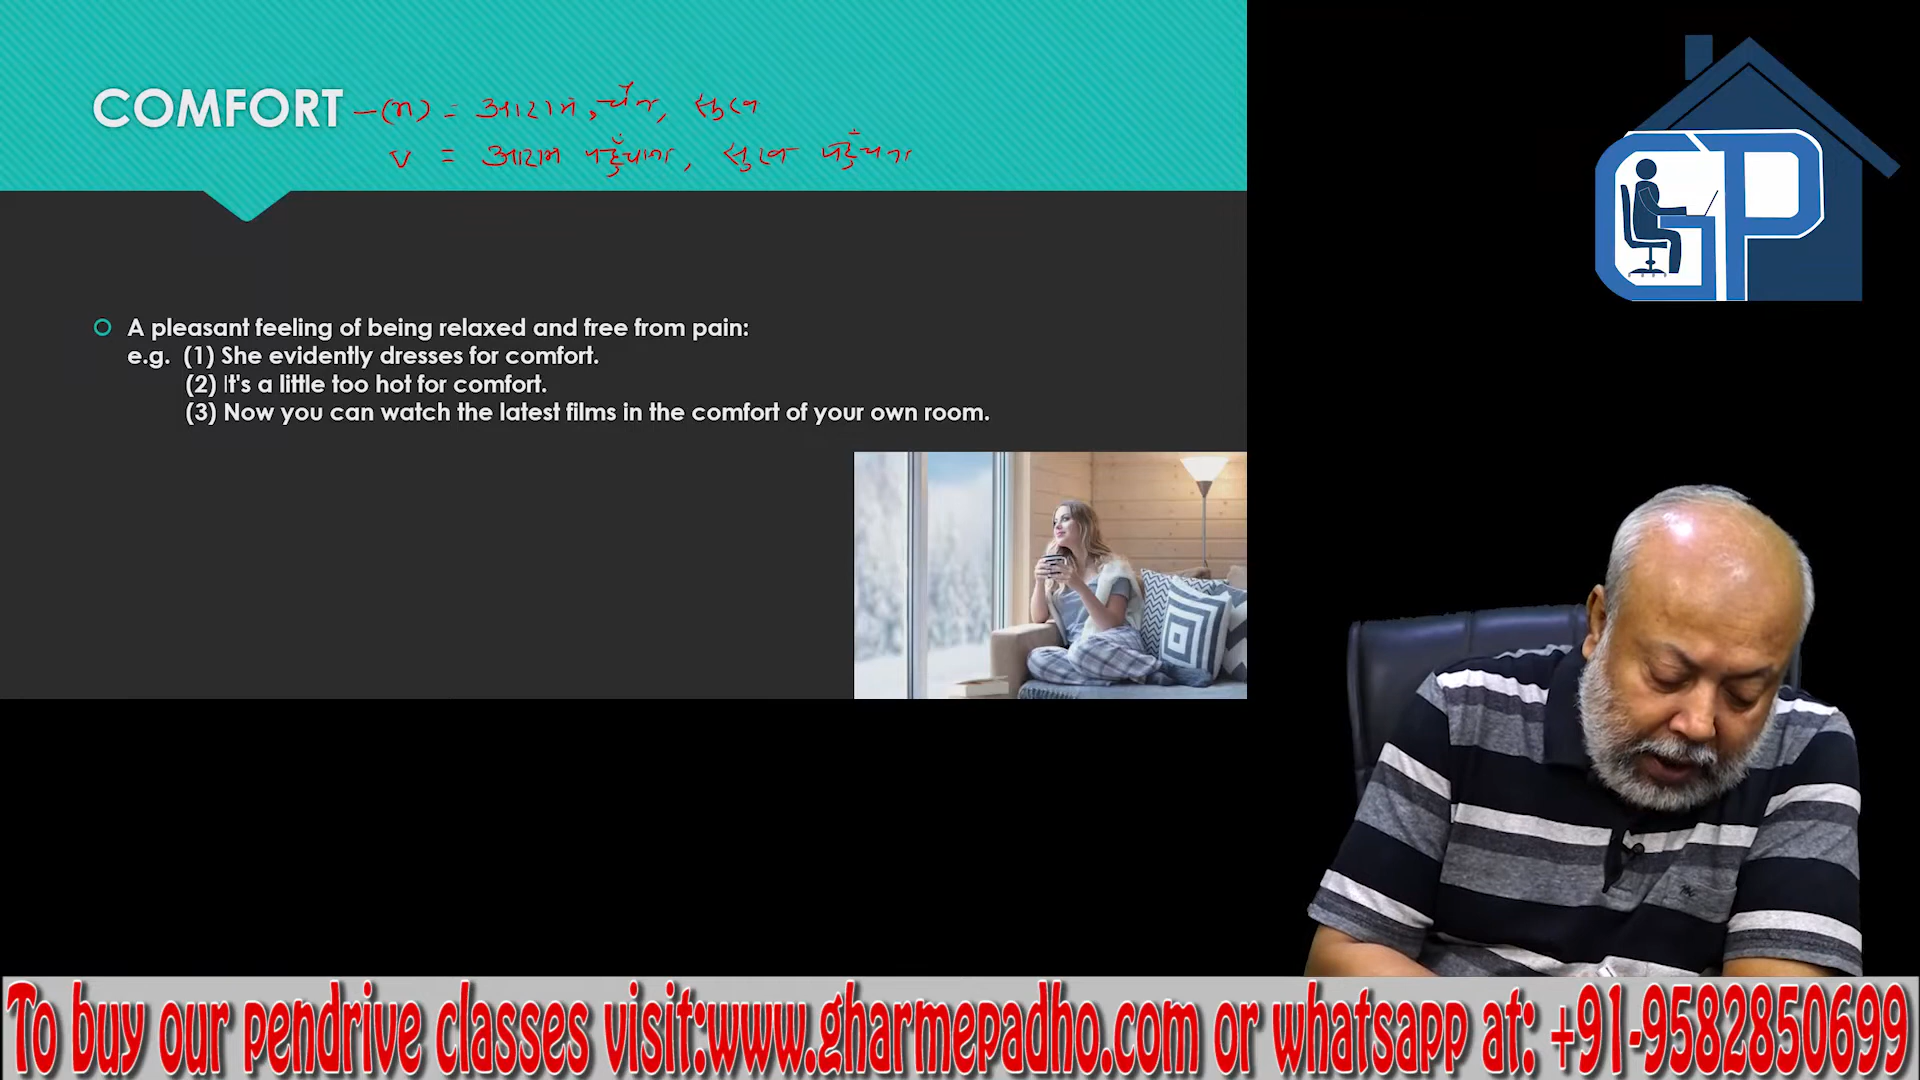 COMFORT -(n) = आराम, चैन, सुख
v = आराम पहुँचाना, सुख पहुँचाना
A pleasant feeling of being relaxed and free from pain:
e.g. (1) She evidently dresses for comfort.
(2) It's a little too hot for comfort.
(3) Now you can watch the latest films in the comfort of your own room.
GP
To buy our pendrive classes visit:www.gharmepadho.com or whatsapp at: +91-9582850699